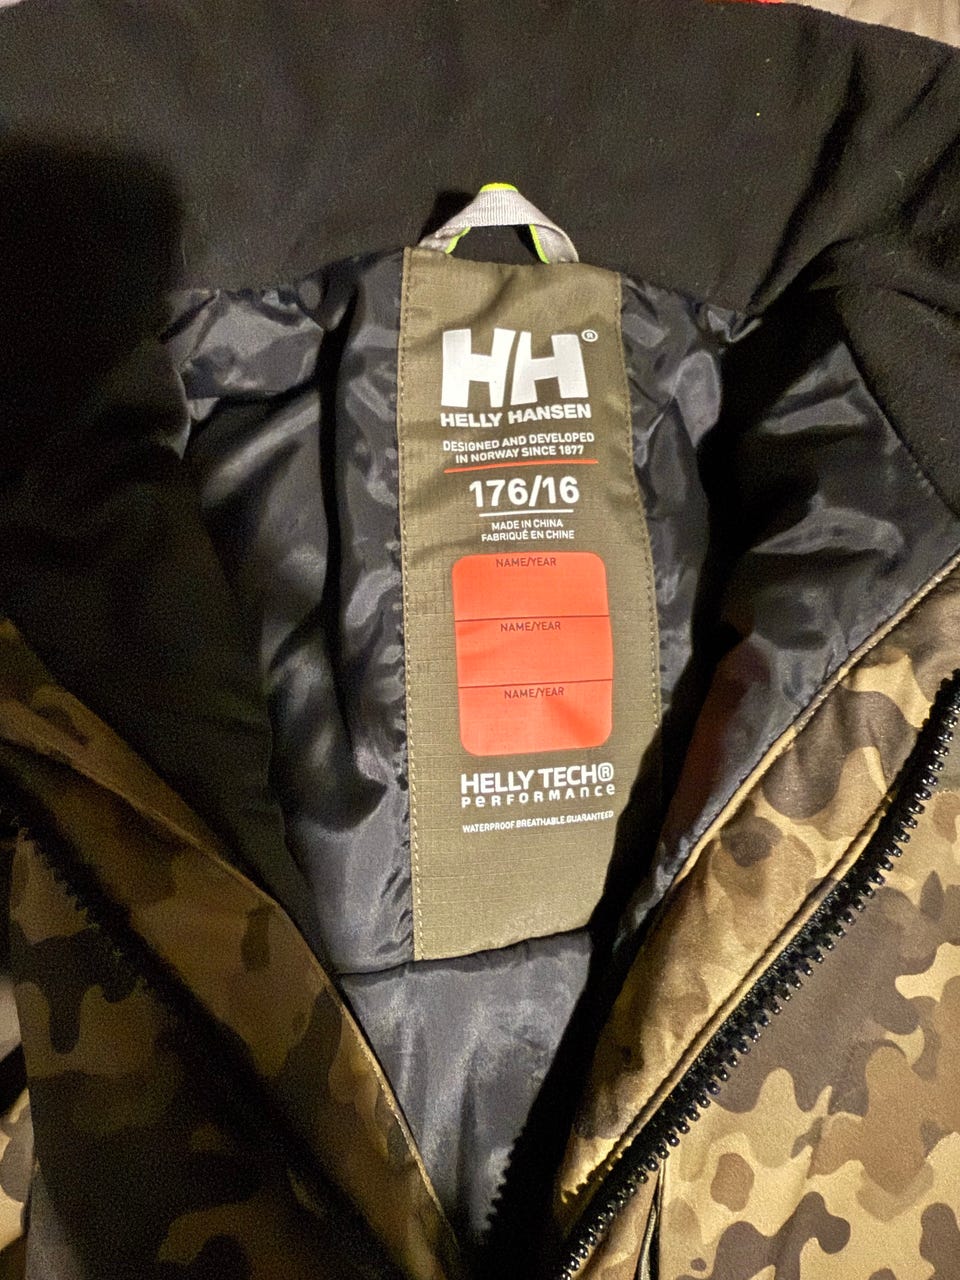 HH®
HELLY HANSEN
DESIGNED AND DEVELOPED
IN NORWAY SINCE 1877
176/16
MADE IN CHINA
FABRIQUÉ EN CHINE
NAME/YEAR
NAME/YEAR
NAME/YEAR
HELLY TECH®
PERFORMANCE
WATERPROOF.BREATHABLE.GUARANTEED